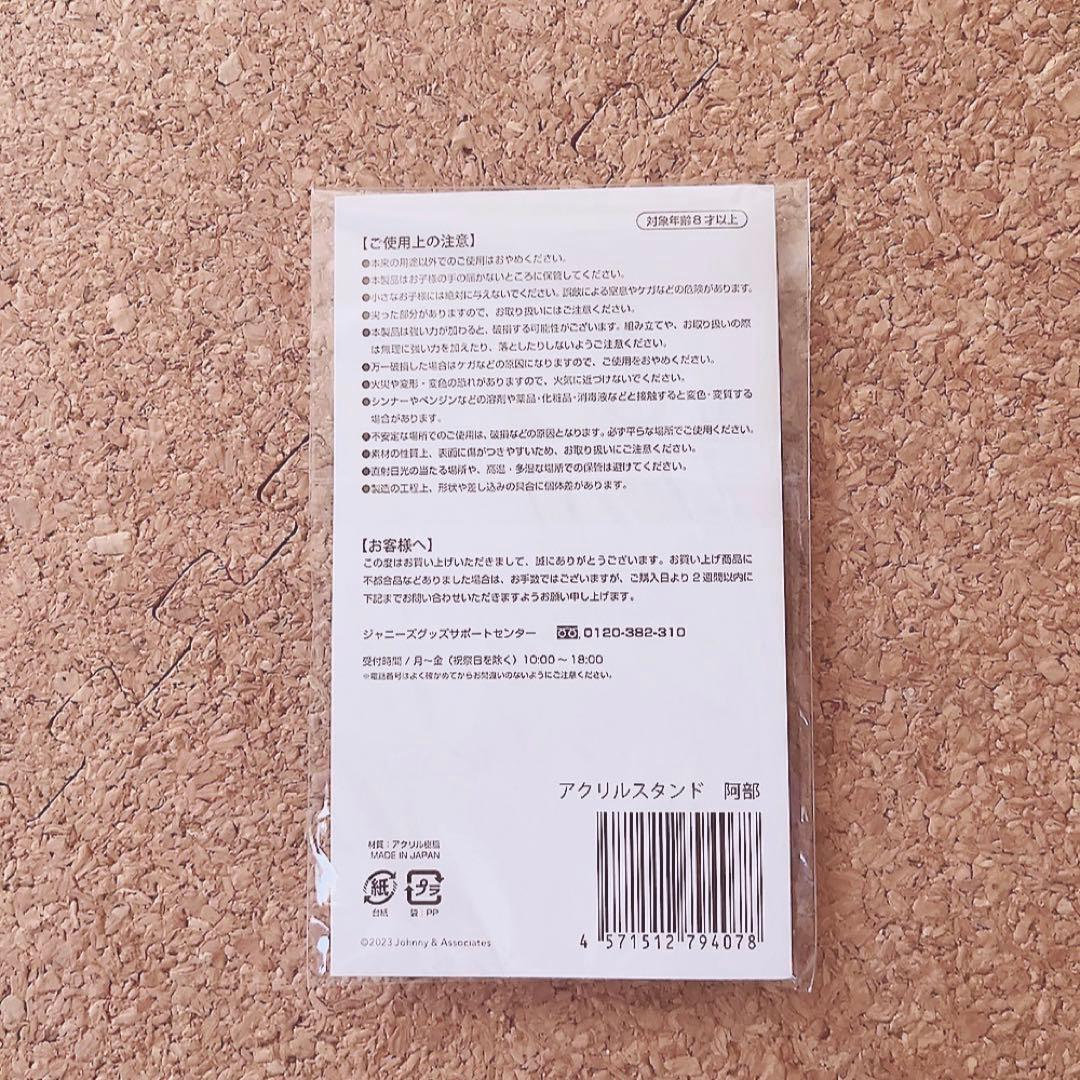 対象年齢8才以上
【ご使用上の注意】
●本来の用途以外でのご使用はおやめください。
●本製品はお子様の手の届かないところに保管してください。
●小さなお子様には絶対に与えないでください。誤飲による窒息やケガなどの危険があります。
●尖った部分がありますので、お取り扱いにはご注意ください。
●本製品は強い力が加わると、破損する可能性がございます。組み立てや、お取り扱いの際
は無理に強い力を加えたり、落としたりしないようご注意ください。
●万一破損した場合はケガなどの原因になりますので、ご使用をおやめください。
●火災や変形・変色の恐れがありますので、火気に近づけないでください。
●シンナーやベンジンなどの溶剤や薬品・化粧品・消毒液などと接触すると変色・変質する
場合があります。
●不安定な場所でのご使用は、破損などの原因となります。必ず平らな場所でご使用ください。
●素材の性質上、表面に傷がつきやすいため、お取り扱いにご注意ください。
●直射日光の当たる場所や、高温・多湿な場所での保管は避けてください。
●製造の工程上、形状や差し込みの具合に個体差があります。
【お客様へ】
この度はお買い上げいただきまして、誠にありがとうございます。お買い上げ商品に
不都合品などありました場合は、お手数ではございますが、ご購入日より2週間以内に
下記までお問い合わせいただきますようお願い申し上げます。
ジャニーズグッズサポートセンター 0120-382-310
受付時間/月〜金(祝祭日を除く)10:00〜18:00
※電話番号はよく確かめてからお間違いのないようにご注意ください。
アクリルスタンド 阿部
材質:アクリル樹脂
MADE IN JAPAN
紙 プラ
台紙 袋:PP
©2023 Johnny & Associates
4 571512 794078